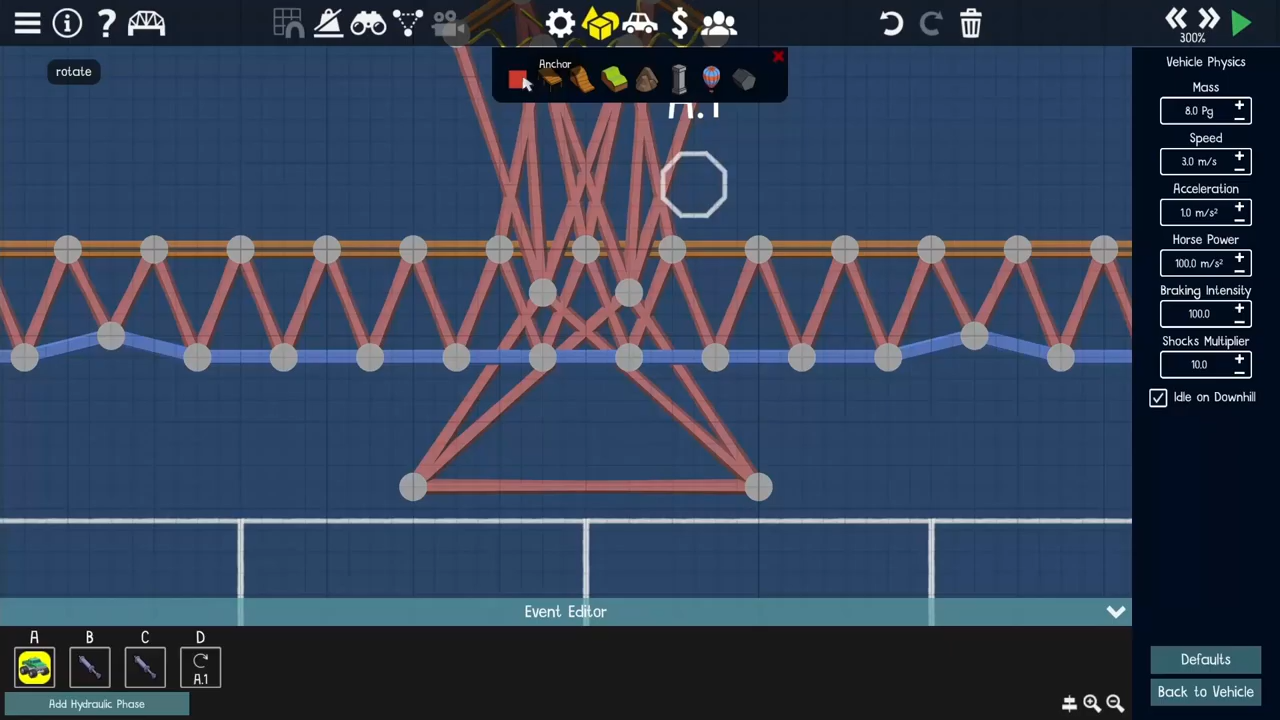 300%
Anchor
rotate
A.1
Vehicle Physics
Mass
8.0 Pg
Speed
3.0 m/s
Acceleration
1.0 m/s²
Horse Power
100.0 m/s²
Braking Intensity
100.0
Shocks Multiplier
10.0
Idle on Downhill
Event Editor
A B C D
A.1
Add Hydraulic Phase
Defaults
Back to Vehicle